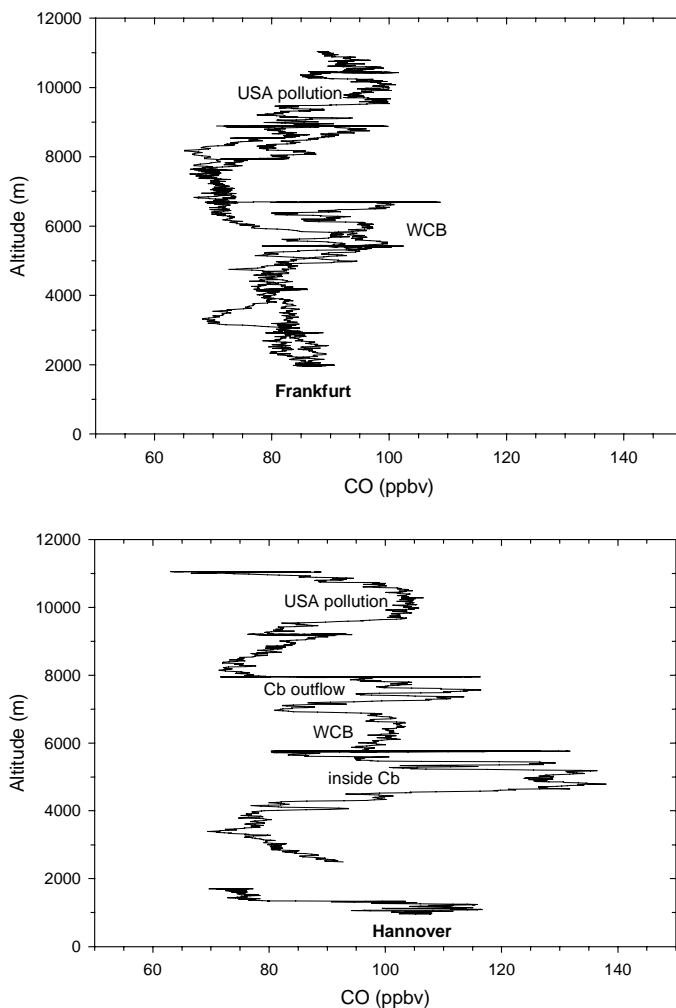 12000
10000
8000
6000
4000
2000
0
Altitude (m)
USA pollution
WCB
Frankfurt
60 80 100 120 140
CO (ppbv)
12000
10000
8000
6000
4000
2000
0
Altitude (m)
USA pollution
Cb outflow
WCB
inside Cb
Hannover
60 80 100 120 140
CO (ppbv)